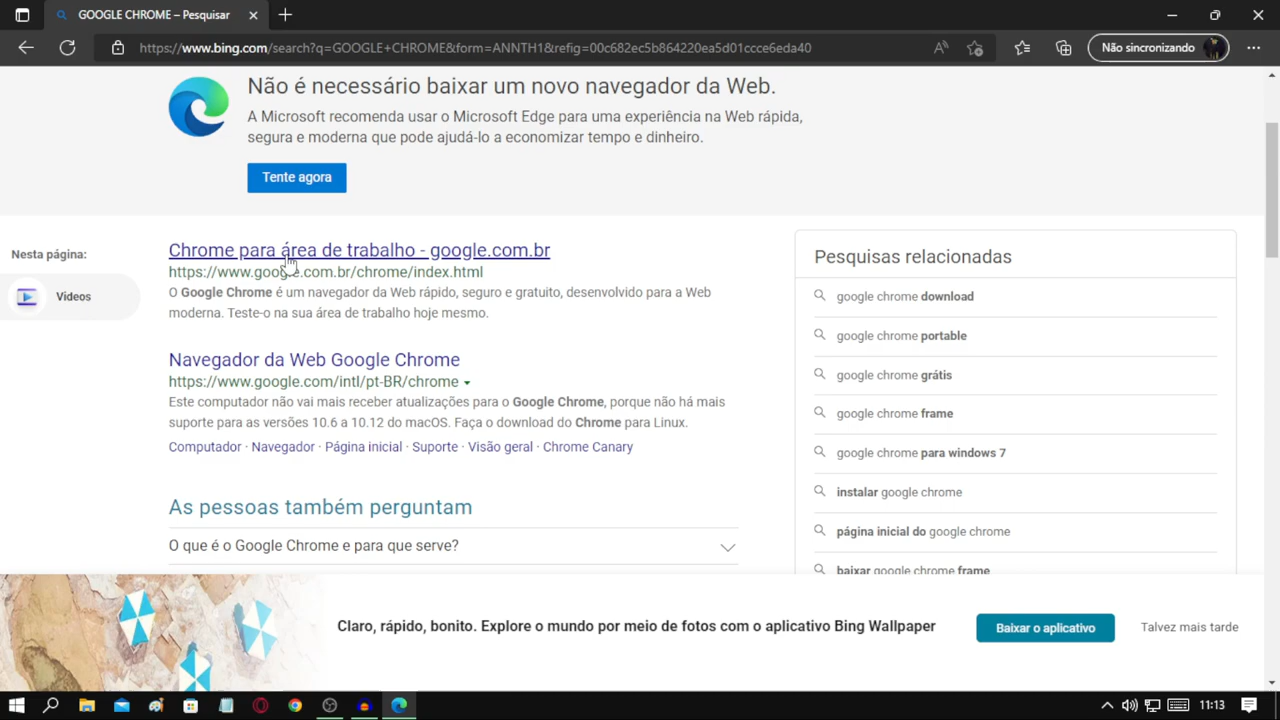 GOOGLE CHROME – Pesquisar
https://www.bing.com/search?q=GOOGLE+CHROME&form=ANNTH1&refig=00c682ec5b864220ea5d01ccce6eda40
Não sincronizando
Não é necessário baixar um novo navegador da Web.
A Microsoft recomenda usar o Microsoft Edge para uma experiência na Web rápida,
segura e moderna que pode ajudá-lo a economizar tempo e dinheiro.
Tente agora
Nesta página:
Videos
Chrome para área de trabalho - google.com.br
https://www.google.com.br/chrome/index.html
O Google Chrome é um navegador da Web rápido, seguro e gratuito, desenvolvido para a Web
moderna. Teste-o na sua área de trabalho hoje mesmo.
Navegador da Web Google Chrome
https://www.google.com/intl/pt-BR/chrome
Este computador não vai mais receber atualizações para o Google Chrome, porque não há mais
suporte para as versões 10.6 a 10.12 do macOS. Faça o download do Chrome para Linux.
Computador · Navegador · Página inicial · Suporte · Visão geral · Chrome Canary
As pessoas também perguntam
O que é o Google Chrome e para que serve?
Pesquisas relacionadas
google chrome download
google chrome portable
google chrome grátis
google chrome frame
google chrome para windows 7
instalar google chrome
página inicial do google chrome
baixar google chrome frame
Claro, rápido, bonito. Explore o mundo por meio de fotos com o aplicativo Bing Wallpaper
Baixar o aplicativo
Talvez mais tarde
11:13